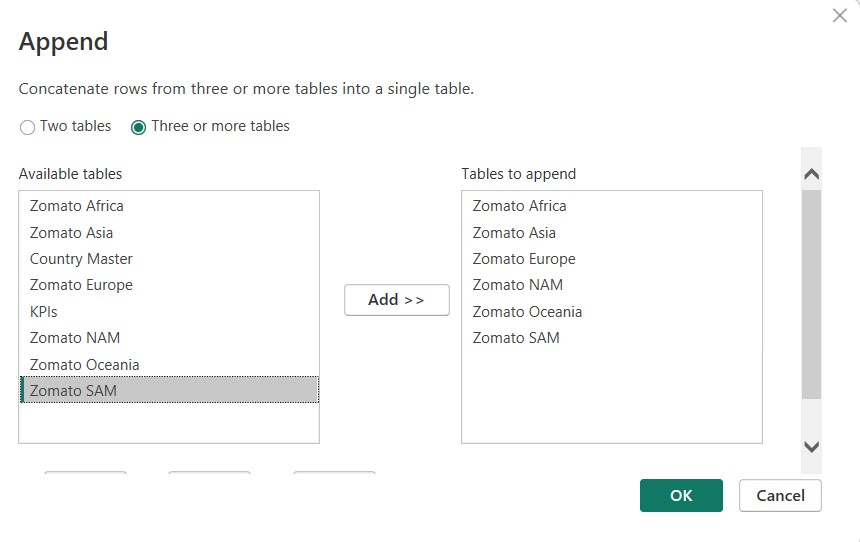 Append
Concatenate rows from three or more tables into a single table.
Two tables
Three or more tables
Available tables
Zomato Africa
Zomato Asia
Country Master
Zomato Europe
KPIs
Zomato NAM
Zomato Oceania
Zomato SAM
Add >>
Tables to append
Zomato Africa
Zomato Asia
Zomato Europe
Zomato NAM
Zomato Oceania
Zomato SAM
OK
Cancel